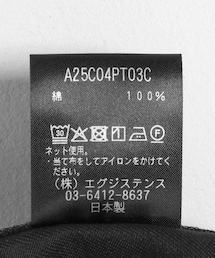 A25C04PT03C
綿 100%
30 F
ネット使用。
・当て布をしてアイロンをかけてく
ださい。
(株) エグジステンス
03-6412-8637
日本製